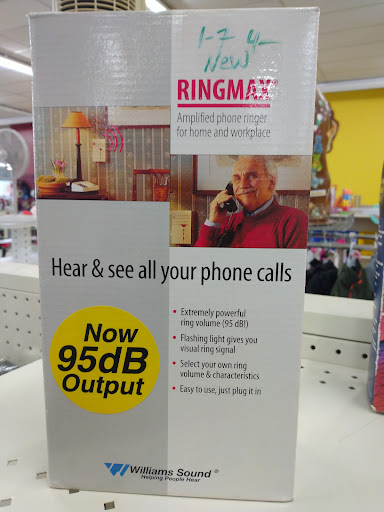 1-7 4-
New
RINGMAX
Amplified phone ringer
for home and workplace
Hear & see all your phone calls
Now
95dB
Output
• Extremely powerful
ring volume (95 dB!)
• Flashing light gives you
visual ring signal
• Select your own ring
volume & characteristics
• Easy to use, just plug it in
Williams Sound®
Helping People Hear